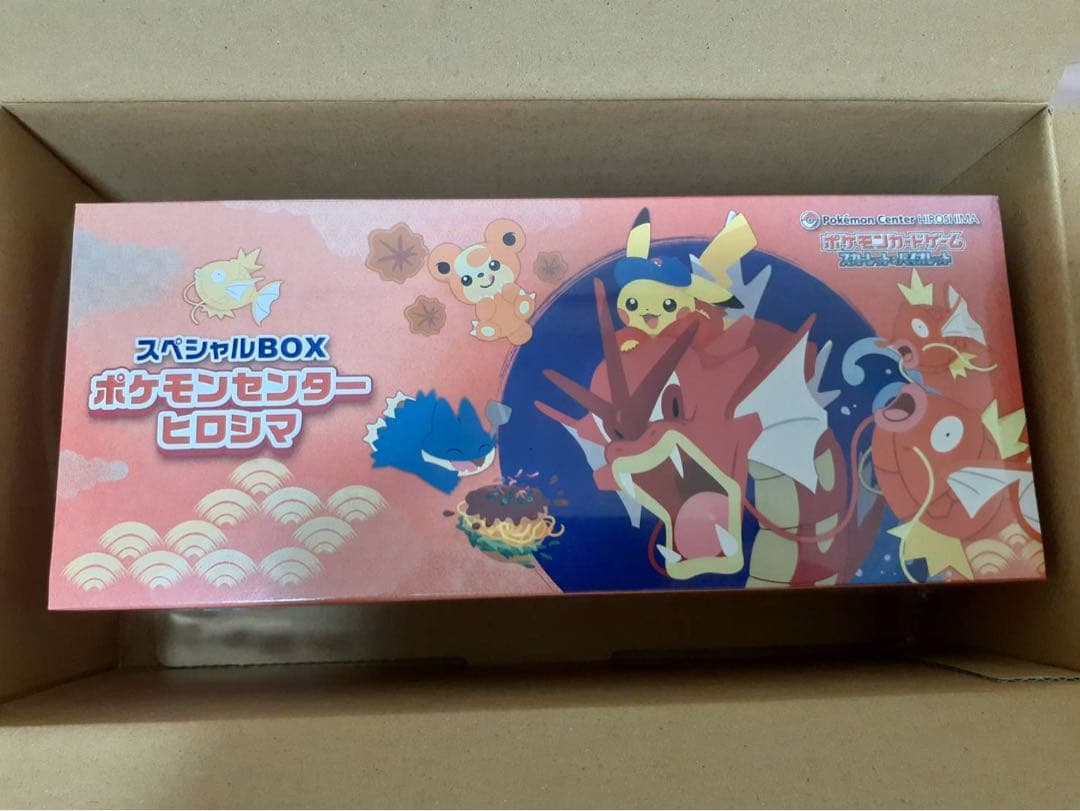 Pokémon Center HIROSHIMA
ポケモンカードゲーム
スカーレット&バイオレット
スペシャルBOX
ポケモンセンター
ヒロシマ